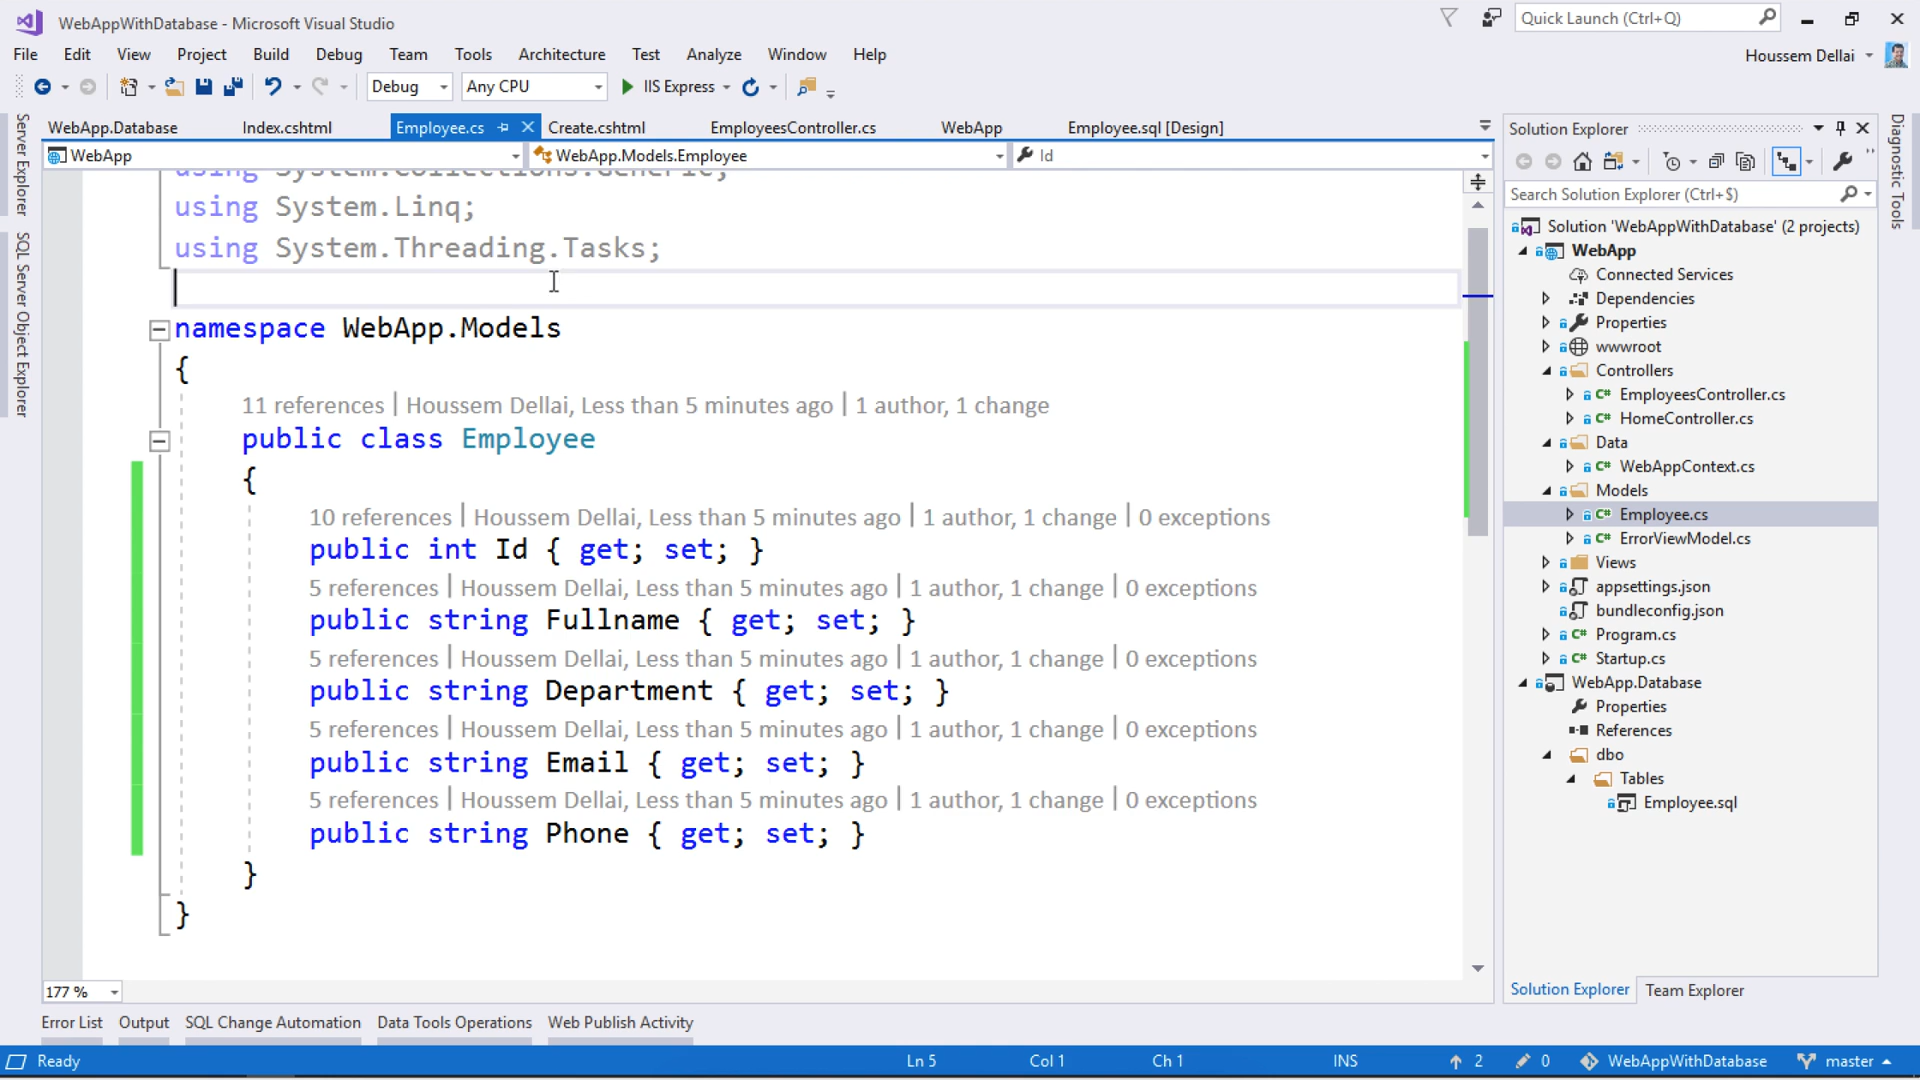 WebAppWithDatabase - Microsoft Visual Studio
Quick Launch (Ctrl+Q)
File Edit View Project Build Debug Team Tools Architecture Test Analyze Window Help
Houssem Dellai
Debug Any CPU IIS Express
Server Explorer
SQL Server Object Explorer
WebApp.Database Index.cshtml Employee.cs Create.cshtml EmployeesController.cs WebApp Employee.sql [Design]
WebApp WebApp.Models.Employee Id
using System.Collections.Generic;
using System.Linq;
using System.Threading.Tasks;
namespace WebApp.Models
{
11 references | Houssem Dellai, Less than 5 minutes ago | 1 author, 1 change
public class Employee
{
10 references | Houssem Dellai, Less than 5 minutes ago | 1 author, 1 change | 0 exceptions
public int Id { get; set; }
5 references | Houssem Dellai, Less than 5 minutes ago | 1 author, 1 change | 0 exceptions
public string Fullname { get; set; }
5 references | Houssem Dellai, Less than 5 minutes ago | 1 author, 1 change | 0 exceptions
public string Department { get; set; }
5 references | Houssem Dellai, Less than 5 minutes ago | 1 author, 1 change | 0 exceptions
public string Email { get; set; }
5 references | Houssem Dellai, Less than 5 minutes ago | 1 author, 1 change | 0 exceptions
public string Phone { get; set; }
}
}
177 %
Solution Explorer
Search Solution Explorer (Ctrl+$)
Solution 'WebAppWithDatabase' (2 projects)
WebApp
Connected Services
Dependencies
Properties
wwwroot
Controllers
C# EmployeesController.cs
C# HomeController.cs
Data
C# WebAppContext.cs
Models
C# Employee.cs
C# ErrorViewModel.cs
Views
appsettings.json
bundleconfig.json
C# Program.cs
C# Startup.cs
WebApp.Database
Properties
References
dbo
Tables
Employee.sql
Solution Explorer Team Explorer
Diagnostic Tools
Error List Output SQL Change Automation Data Tools Operations Web Publish Activity
Ready Ln 5 Col 1 Ch 1 INS 2 0 WebAppWithDatabase master